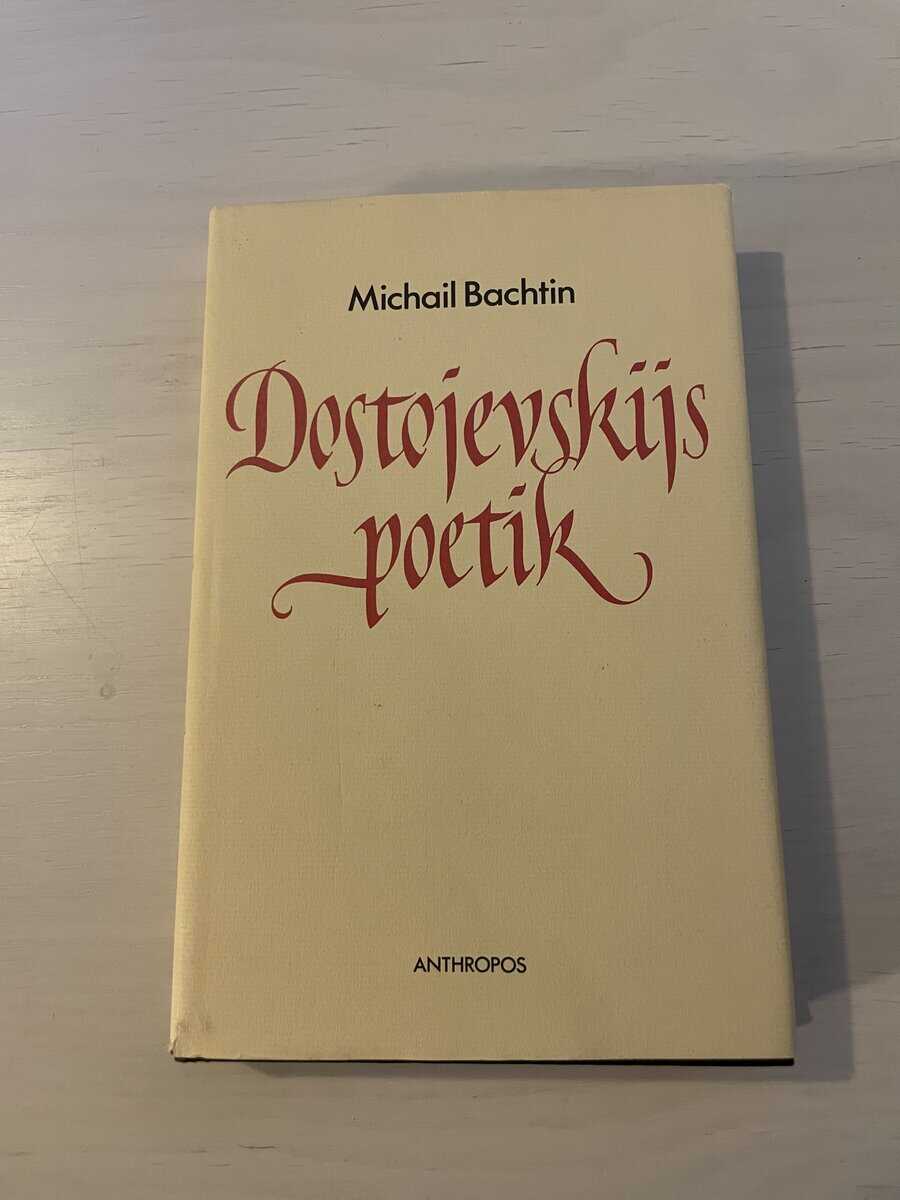 Michail Bachtin
Dostojevskijs
poetik
ANTHROPOS